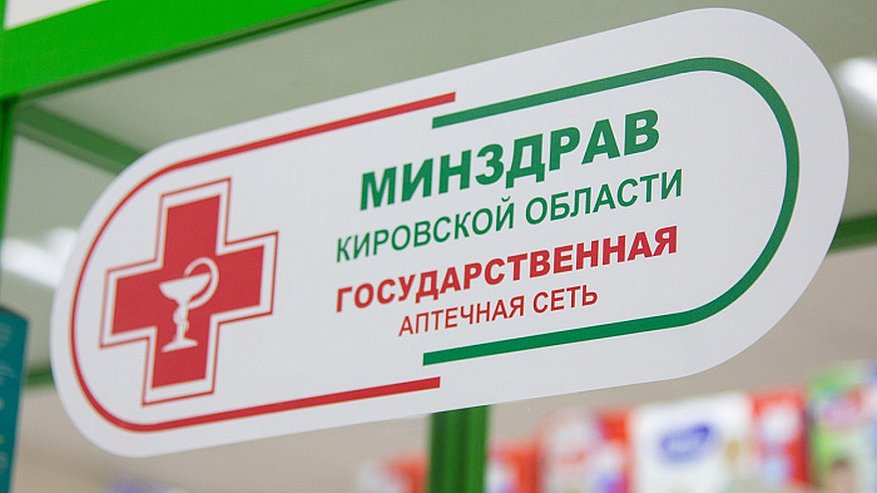 МИНЗДРАВ
КИРОВСКОЙ ОБЛАСТИ
ГОСУДАРСТВЕННАЯ
АПТЕЧНАЯ СЕТЬ